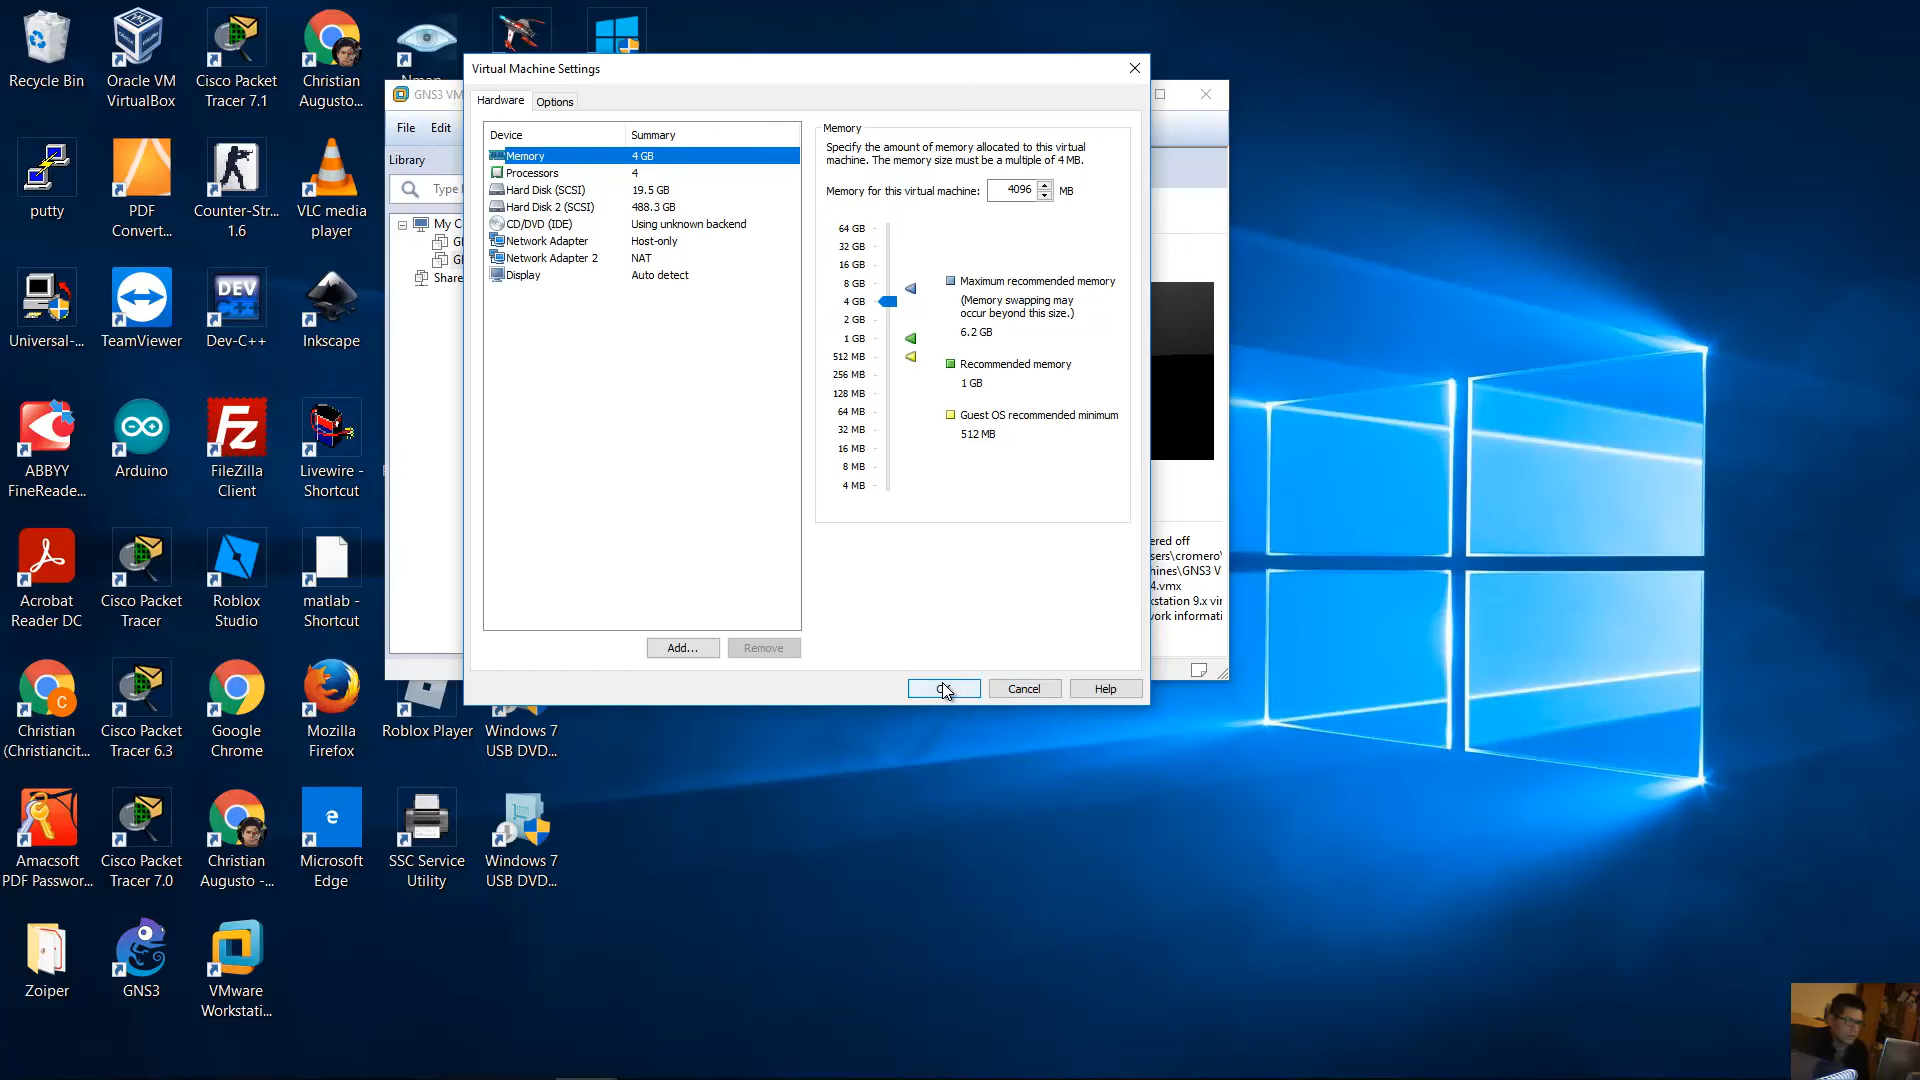 Recycle Bin
Oracle VM
VirtualBox
Cisco Packet
Tracer 7.1
Christian
Augusto...
putty
PDF
Convert...
Counter-Str...
1.6
VLC media
player
Universal-...
TeamViewer
Dev-C++
Inkscape
ABBYY
FineReade...
Arduino
FileZilla
Client
Livewire -
Shortcut
Acrobat
Reader DC
Cisco Packet
Tracer
Roblox
Studio
matlab -
Shortcut
Christian
(Christiancit...
Cisco Packet
Tracer 6.3
Google
Chrome
Mozilla
Firefox
Roblox Player
Windows 7
USB DVD...
Amacsoft
PDF Passwor...
Cisco Packet
Tracer 7.0
Christian
Augusto -...
Microsoft
Edge
SSC Service
Utility
Windows 7
USB DVD...
Zoiper
GNS3
VMware
Workstati...
DEV
C++
GNS3 VM
File Edit
Library
Type
My C
Share
Virtual Machine Settings
Hardware Options
Device Summary
Memory 4 GB
Processors 4
Hard Disk (SCSI) 19.5 GB
Hard Disk 2 (SCSI) 488.3 GB
CD/DVD (IDE) Using unknown backend
Network Adapter Host-only
Network Adapter 2 NAT
Display Auto detect
Add... Remove
Memory
Specify the amount of memory allocated to this virtual
machine. The memory size must be a multiple of 4 MB.
Memory for this virtual machine: 4096 MB
64 GB
32 GB
16 GB
8 GB
4 GB
2 GB
1 GB
512 MB
256 MB
128 MB
64 MB
32 MB
16 MB
8 MB
4 MB
Maximum recommended memory
(Memory swapping may
occur beyond this size.)
6.2 GB
Recommended memory
1 GB
Guest OS recommended minimum
512 MB
Cancel Help
ered off
sers\cromero\
hines\GNS3 V
4.vmx
kstation 9.x vir
work informati